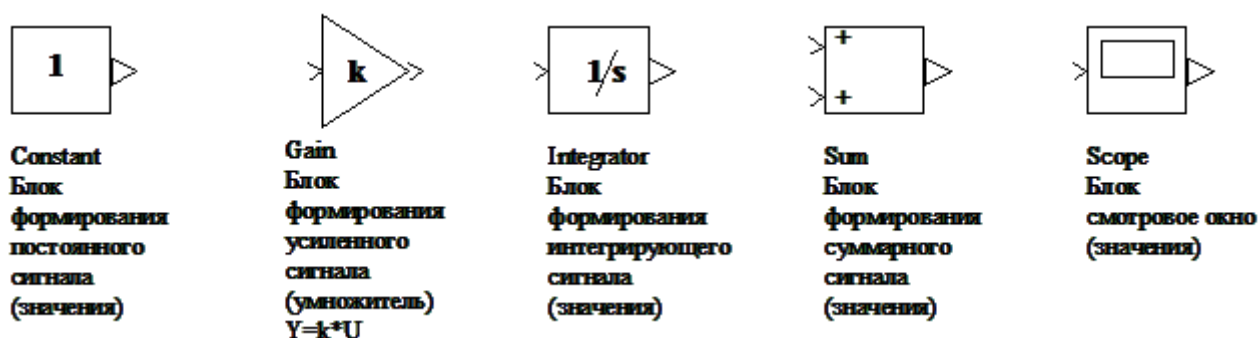 1
k
1/s
+
+
Constant
Блок
формирования
постоянного
сигнала
(значения)
Gain
Блок
формирования
усиленного
сигнала
(умножитель)
Y=k*U
Integrator
Блок
формирования
интегрирующего
сигнала
(значения)
Sum
Блок
формирования
суммарного
сигнала
(значения)
Scope
Блок
смотровое окно
(значения)